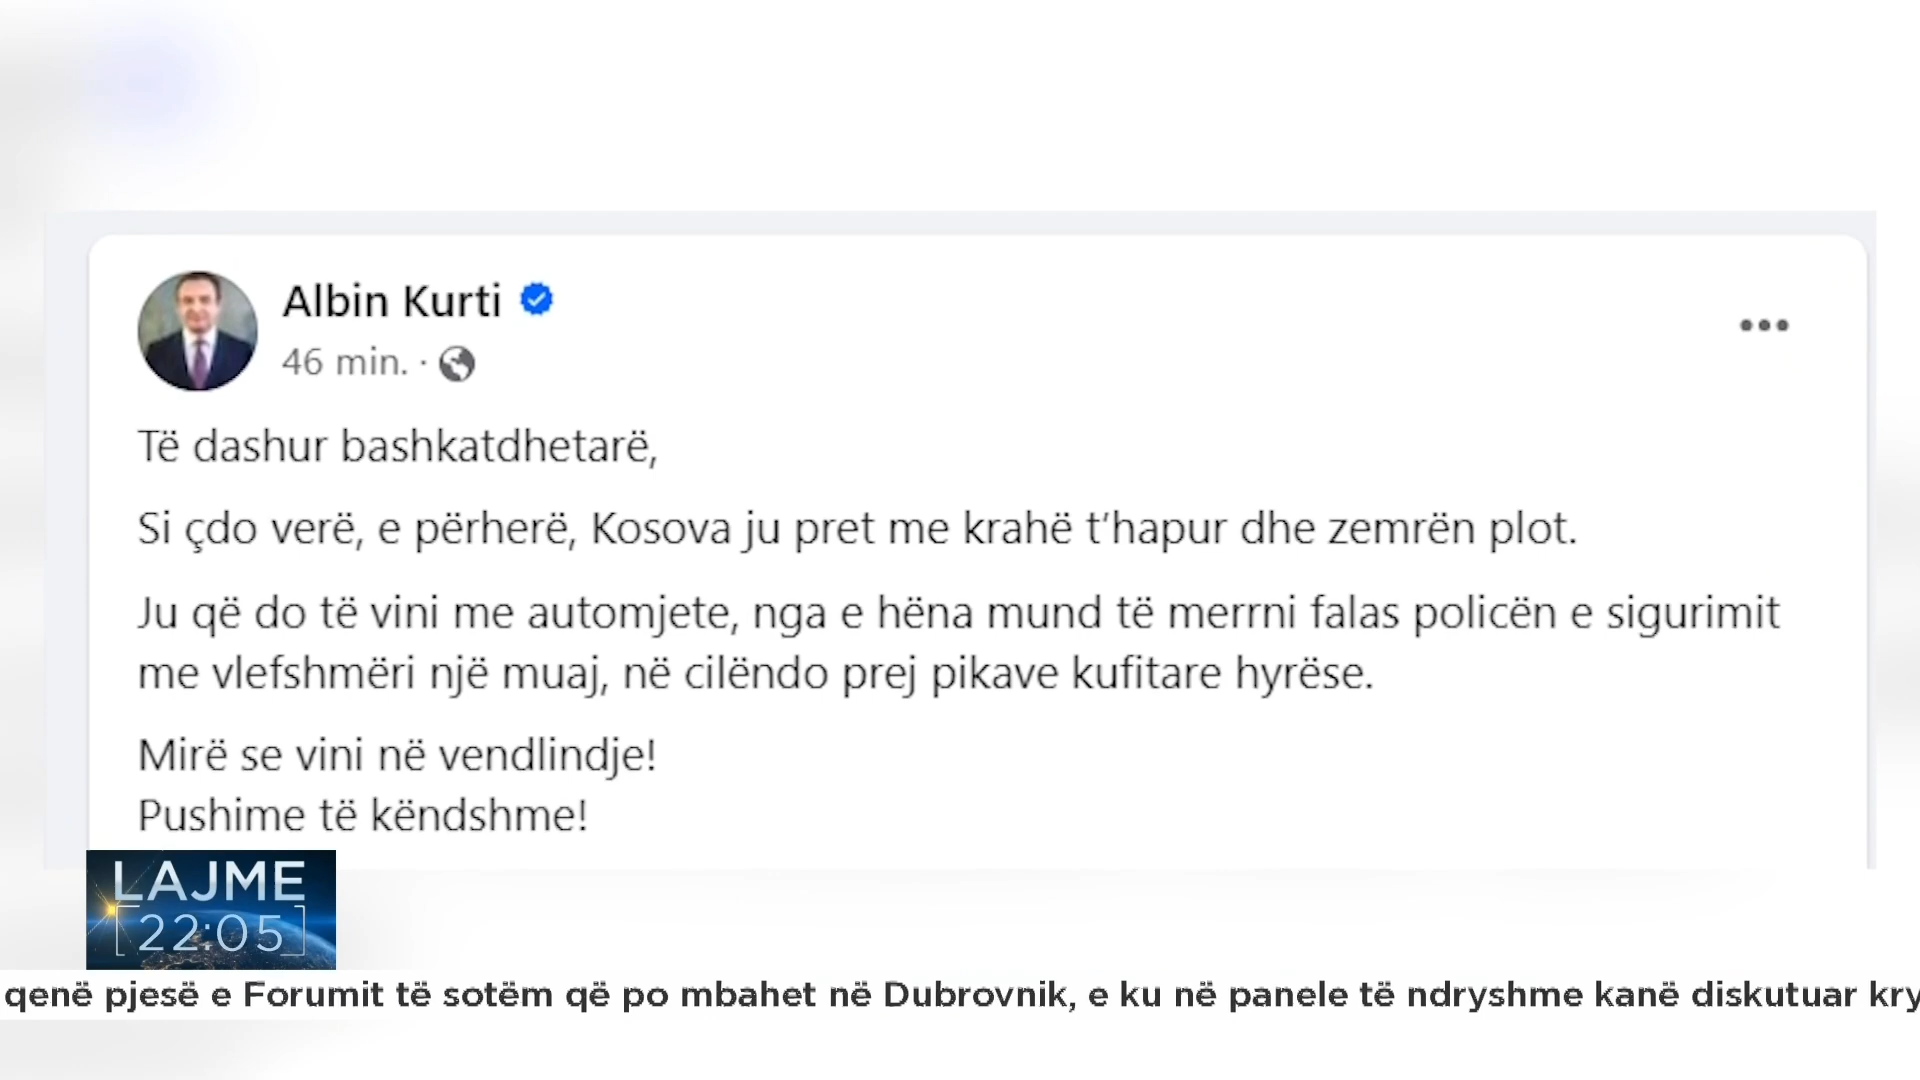 Albin Kurti
46 min. ·
Të dashur bashkatdhetarë,
Si çdo verë, e përherë, Kosova ju pret me krahë t'hapur dhe zemrën plot.
Ju që do të vini me automjete, nga e hëna mund të merrni falas policën e sigurimit
me vlefshmëri një muaj, në cilëndo prej pikave kufitare hyrëse.
Mirë se vini në vendlindje!
Pushime të këndshme!
LAJME
[22:05]
qenë pjesë e Forumit të sotëm që po mbahet në Dubrovnik, e ku në panele të ndryshme kanë diskutuar kry